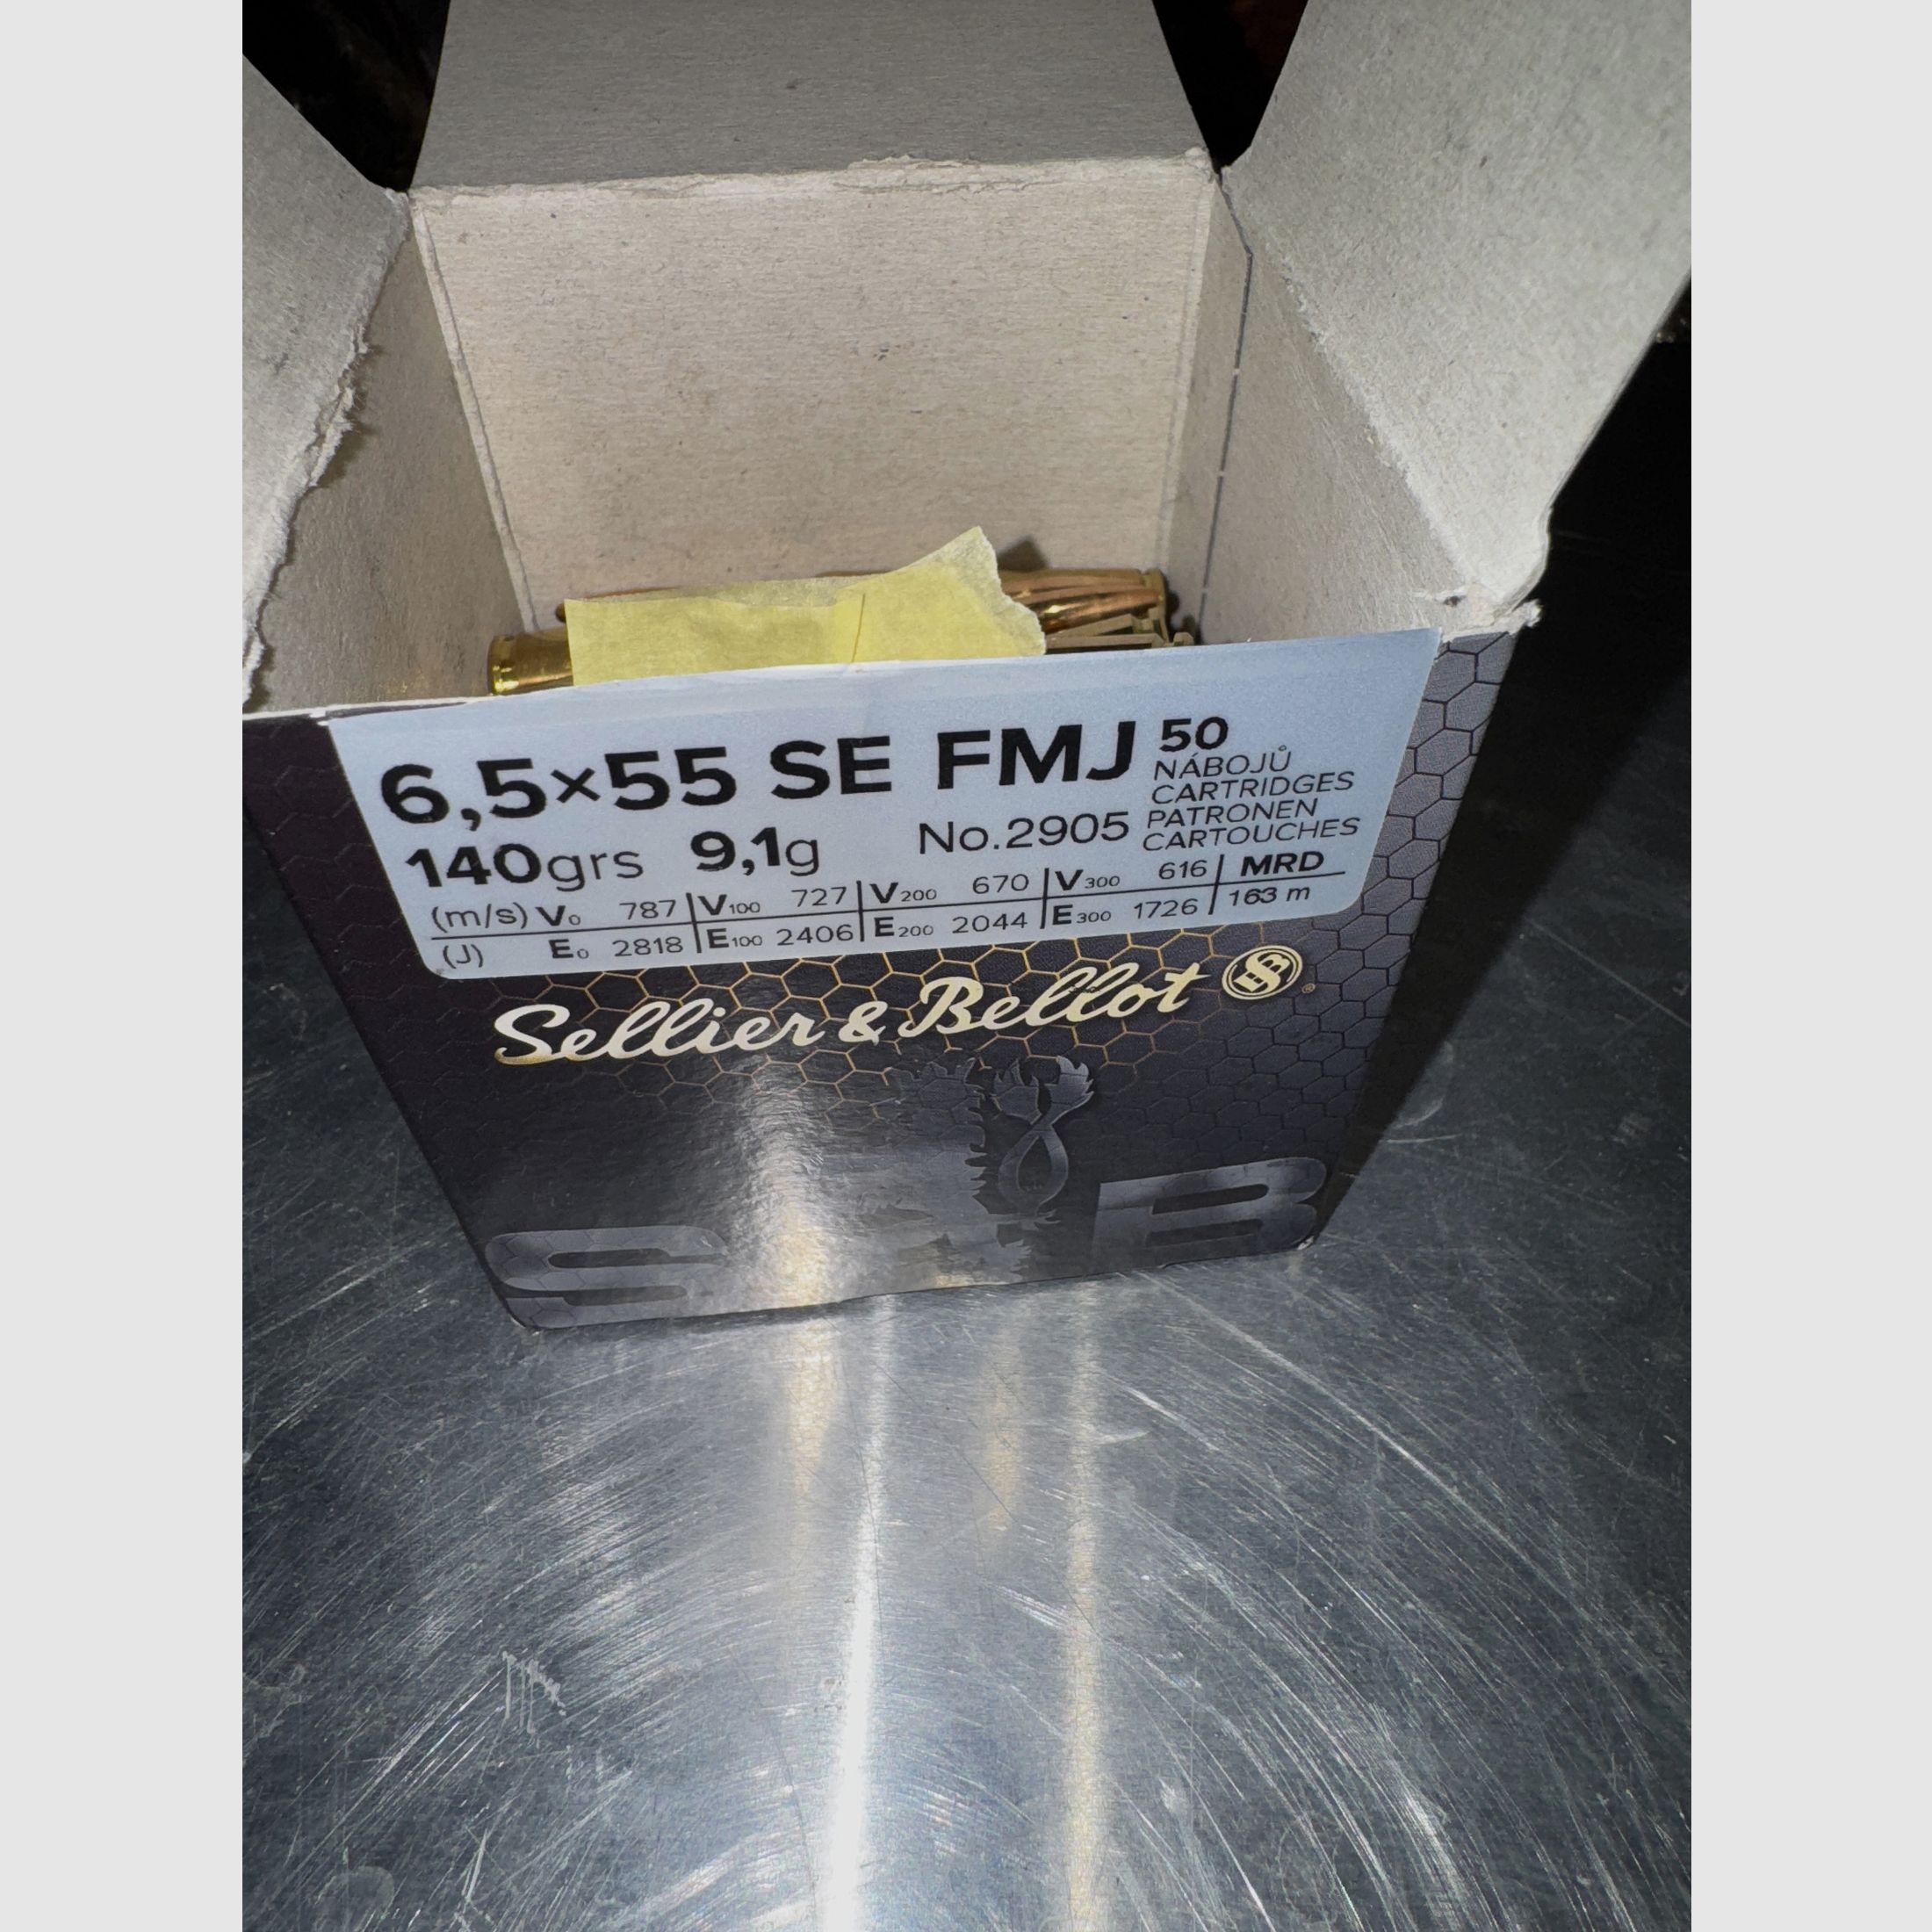 6,5×55 SE FMJ 50
NÁBOJŮ
CARTRIDGES
PATRONEN
CARTOUCHES
140grs 9,1g No.2905
(m/s) V0 787 V100 727 V200 670 V300 616 MRD
(J) E0 2818 E100 2406 E200 2044 E300 1726 163 m
Sellier & Bellot SB ®
S&B